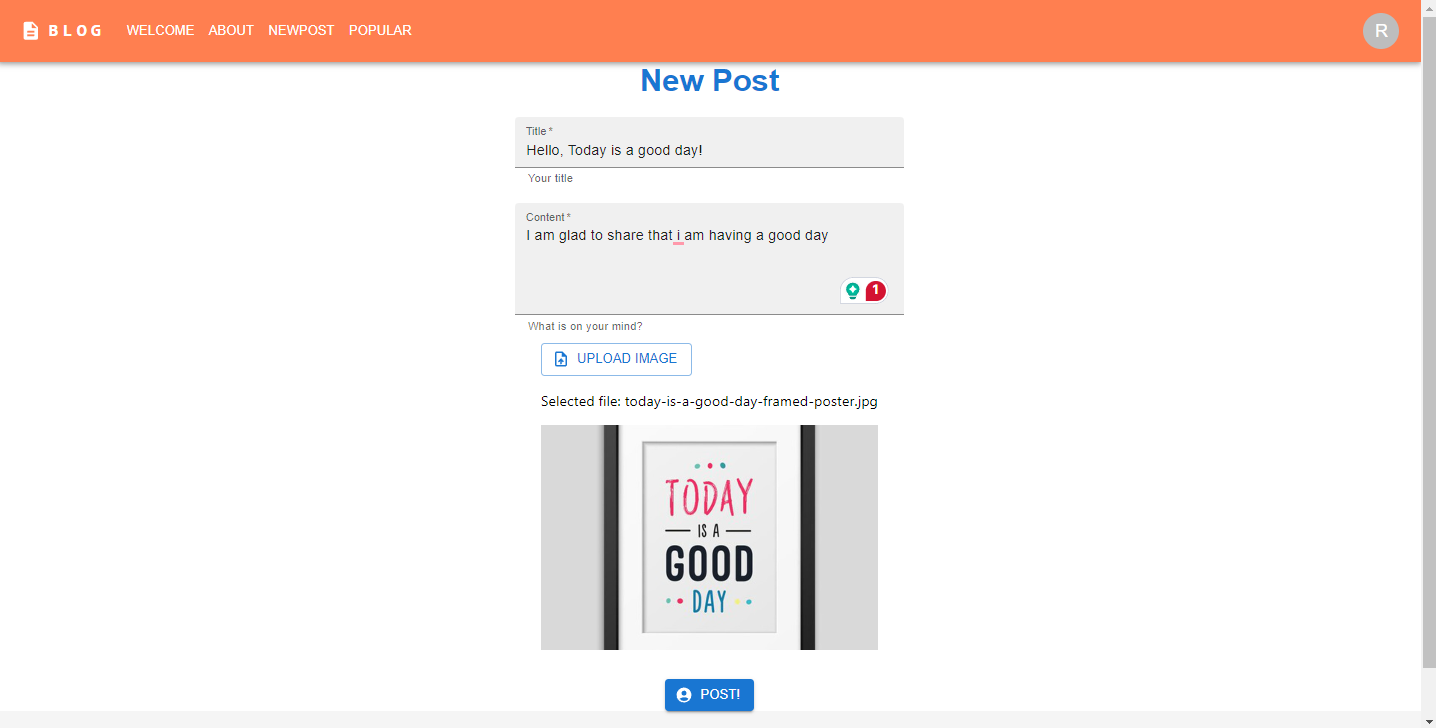 BLOG WELCOME ABOUT NEWPOST POPULAR R
New Post
Title *
Hello, Today is a good day!
Your title
Content *
I am glad to share that i am having a good day
1
What is on your mind?
UPLOAD IMAGE
Selected file: today-is-a-good-day-framed-poster.jpg
TODAY
IS A
GOOD
DAY
POST!